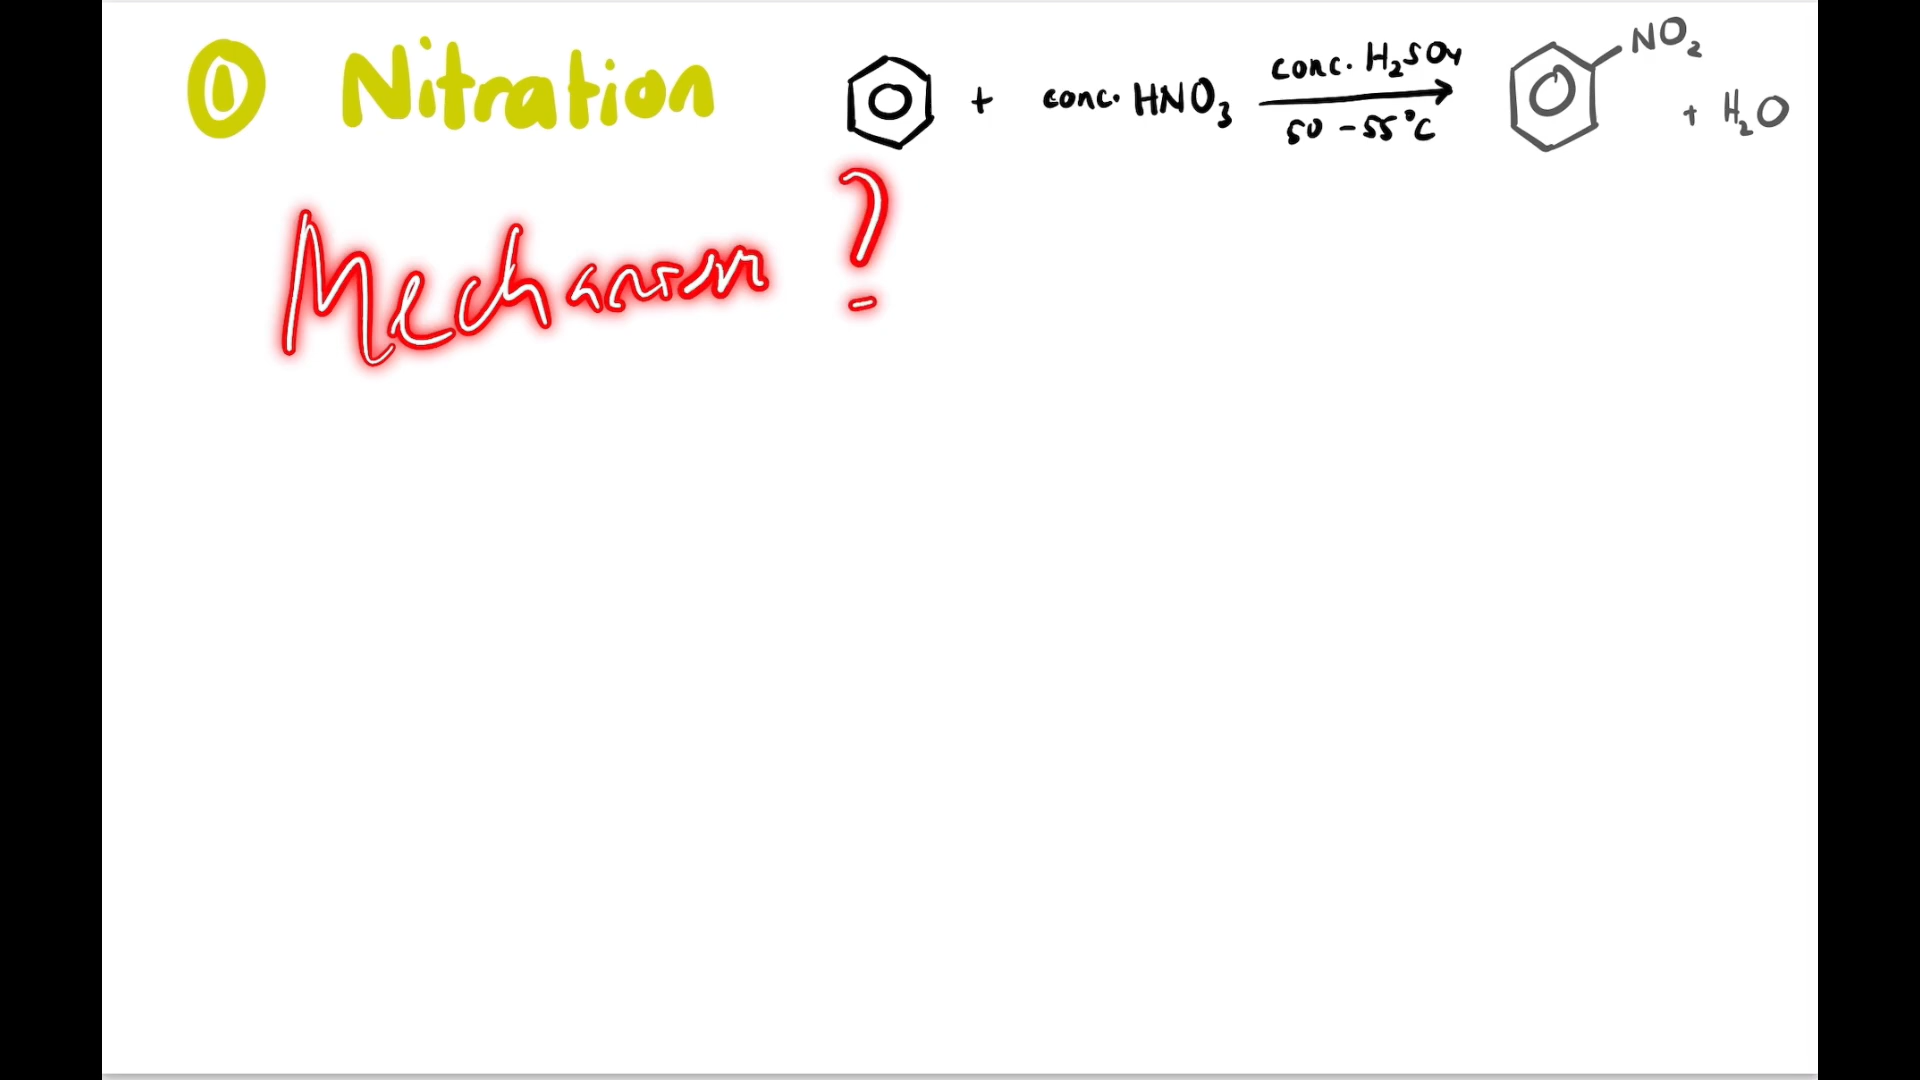 ① Nitration
+ conc. HNO₃ conc. H₂SO₄ 50 - 55°C NO₂ + H₂O
Mechanism ?